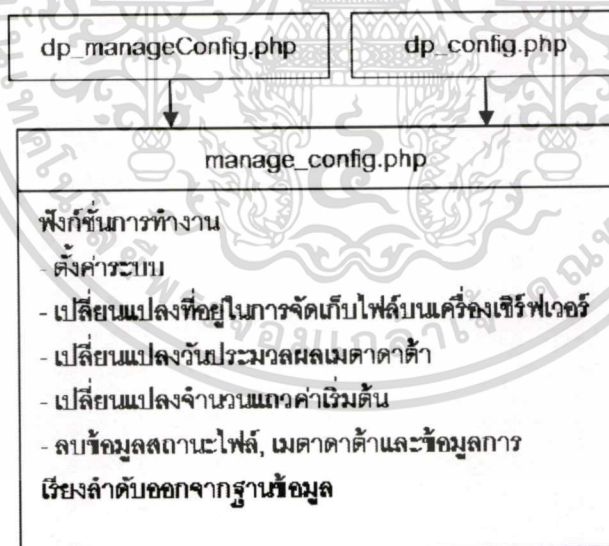 dp_manageConfig.php
dp_config.php
manage_config.php
ฟังก์ชั่นการทำงาน
- ตั้งค่าระบบ
- เปลี่ยนแปลงที่อยู่ในการจัดเก็บไฟล์บนเครื่องเซิร์ฟเวอร์
- เปลี่ยนแปลงวันประมวลผลเมตาดาต้า
- เปลี่ยนแปลงจำนวนแถวค่าเริ่มต้น
- ลบข้อมูลสถานะไฟล์, เมตาดาต้าและข้อมูลการ
เรียงลำดับออกจากฐานข้อมูล